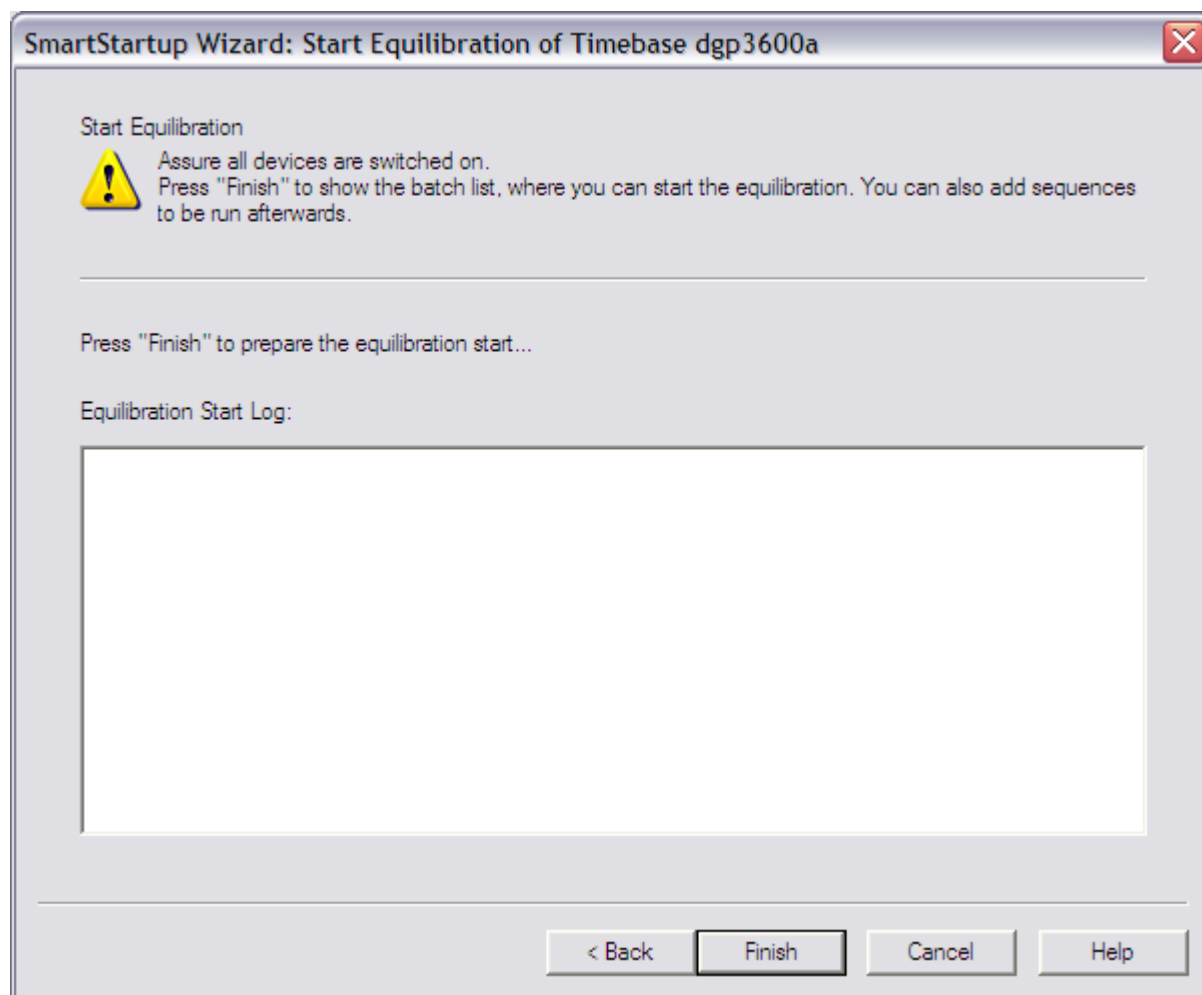 SmartStartup Wizard: Start Equilibration of Timebase dgp3600a
Start Equilibration
Assure all devices are switched on.
Press "Finish" to show the batch list, where you can start the equilibration. You can also add sequences
to be run afterwards.
Press "Finish" to prepare the equilibration start...
Equilibration Start Log:
< Back
Finish
Cancel
Help